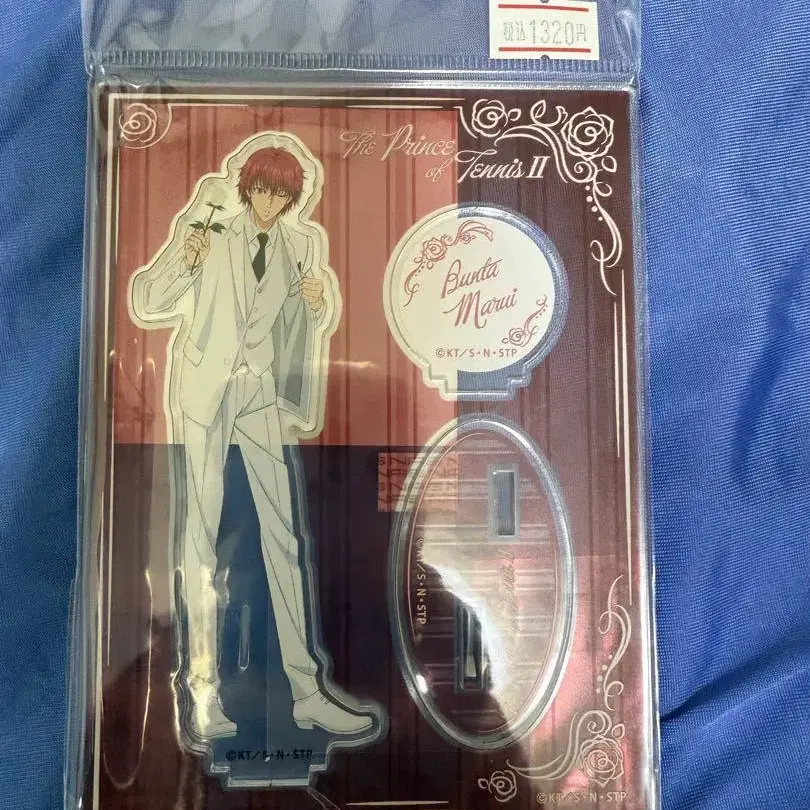 税込1320円
The Prince
of Tennis II
Bunta
Marui
©KT/S・N・STP
©KT/S・N・STP
©KT/S・N・STP
©KT/S・N・STP